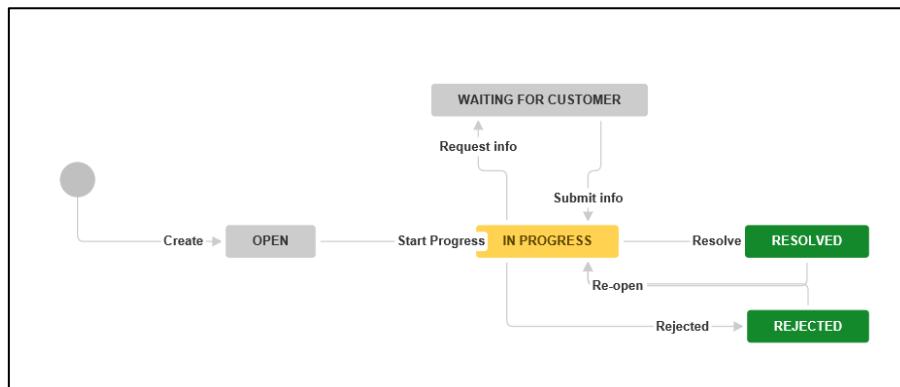 WAITING FOR CUSTOMER
Request info
Submit info
Create
OPEN
Start Progress
IN PROGRESS
Resolve
RESOLVED
Re-open
Rejected
REJECTED